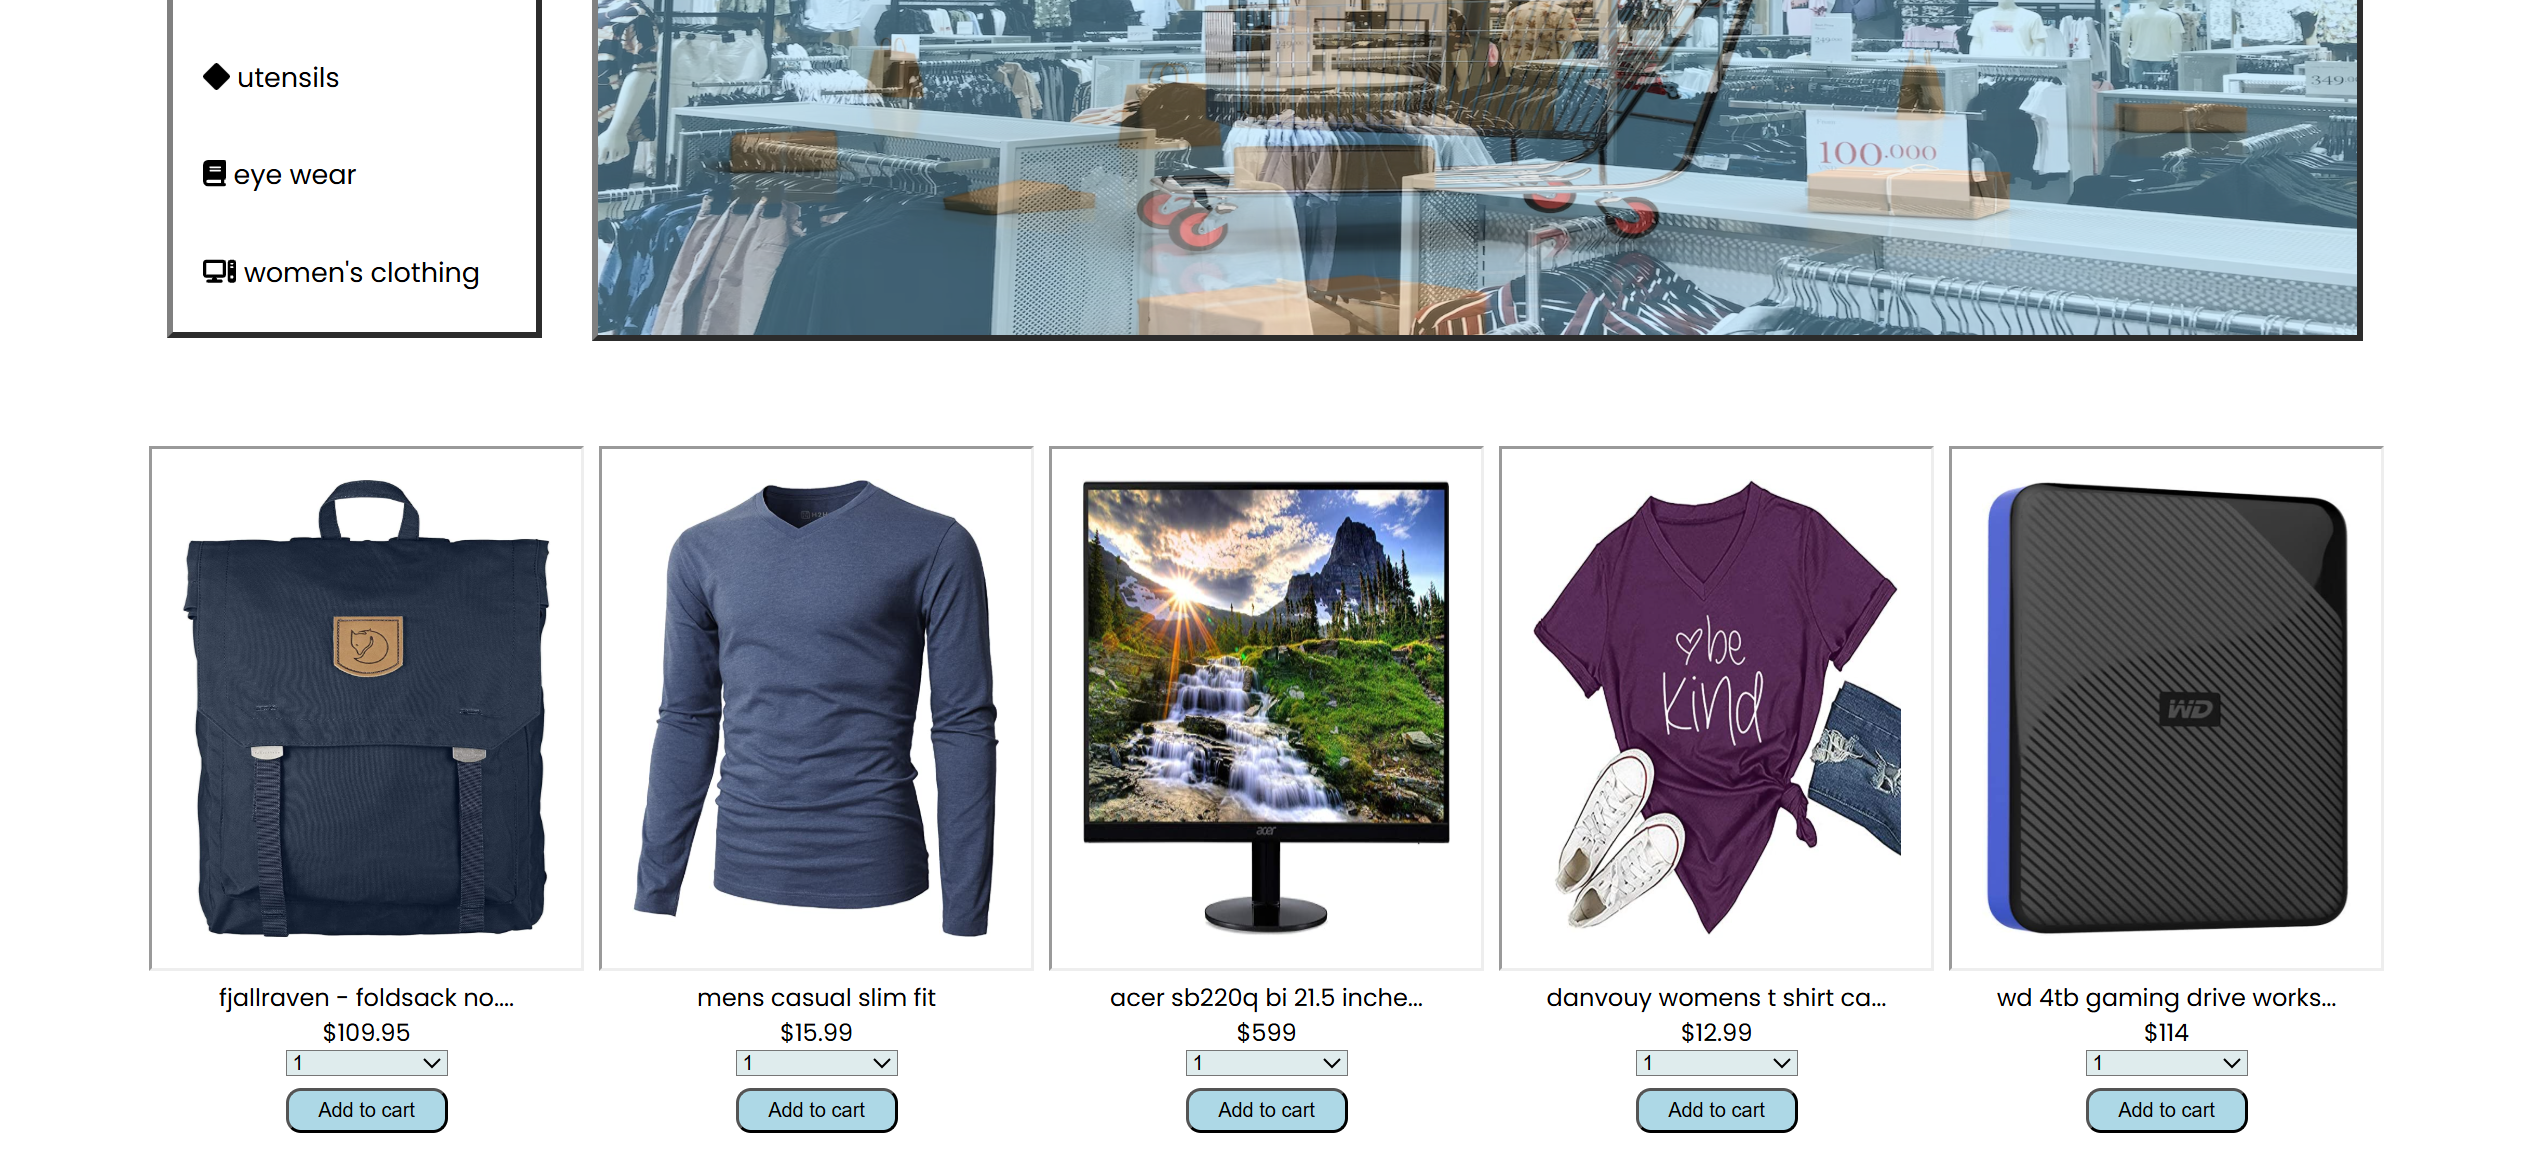 utensils
eye wear
women's clothing
349.
100.000
be
kind
acer
WD
fjallraven - foldsack no....
mens casual slim fit
acer sb220q bi 21.5 inche...
danvouy womens t shirt ca...
wd 4tb gaming drive works...
$109.95
$15.99
$599
$12.99
$114
1
1
1
1
1
Add to cart
Add to cart
Add to cart
Add to cart
Add to cart